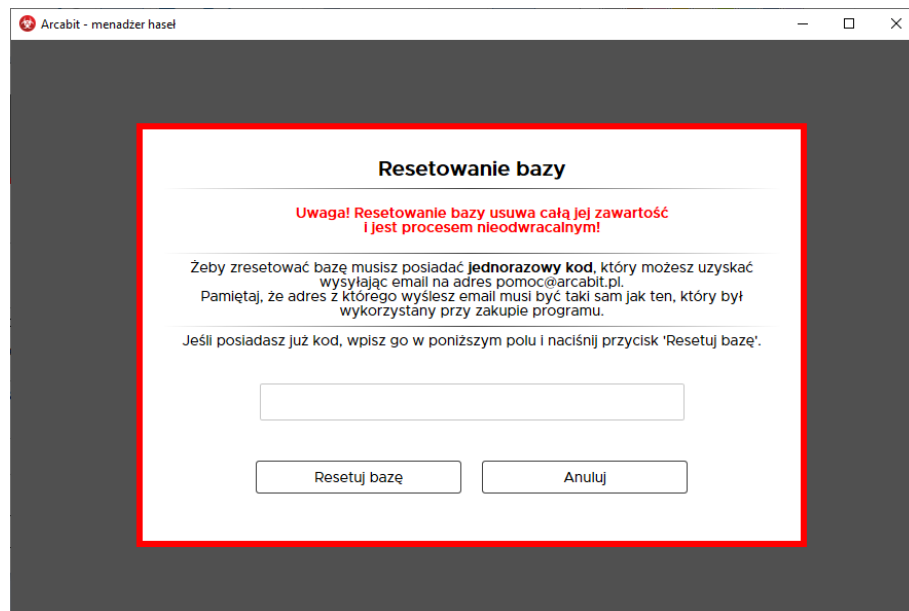 Arcabit - menadżer haseł
Resetowanie bazy
Uwaga! Resetowanie bazy usuwa całą jej zawartość
i jest procesem nieodwracalnym!
Żeby zresetować bazę musisz posiadać jednorazowy kod, który możesz uzyskać
wysyłając email na adres pomoc@arcabit.pl.
Pamiętaj, że adres z którego wyślesz email musi być taki sam jak ten, który był
wykorzystany przy zakupie programu.
Jeśli posiadasz już kod, wpisz go w poniższym polu i naciśnij przycisk 'Resetuj bazę'.
Resetuj bazę
Anuluj